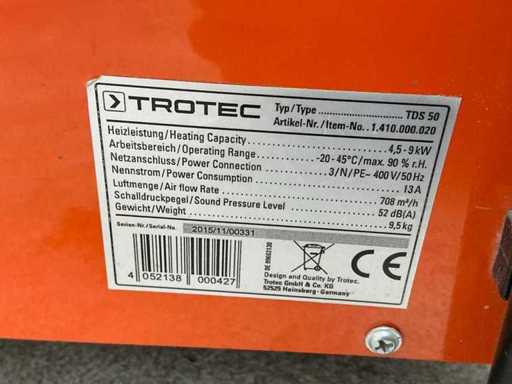 TROTEC
Typ/Type TDS 50
Artikel-Nr./Item-No.. 1.410.000.020
Heizleistung/Heating Capacity 4,5 - 9 kW
Arbeitsbereich/Operating Range -20 - 45°C/max. 90 % r.H.
Netzanschluss/Power Connection 3/N/PE~ 400 V/50 Hz
Nennstrom/Power Consumption 13 A
Luftmenge/Air flow Rate 708 m³/h
Schalldruckpegel/Sound Pressure Level 52 dB(A)
Gewicht/Weight 9,5 kg
Serien-Nr./Serial-No. 2015/11/00331
4 052138 000427
CE
Design and Quality by Trotec.
Trotec GmbH & Co. KG
52525 Heinsberg - Germany